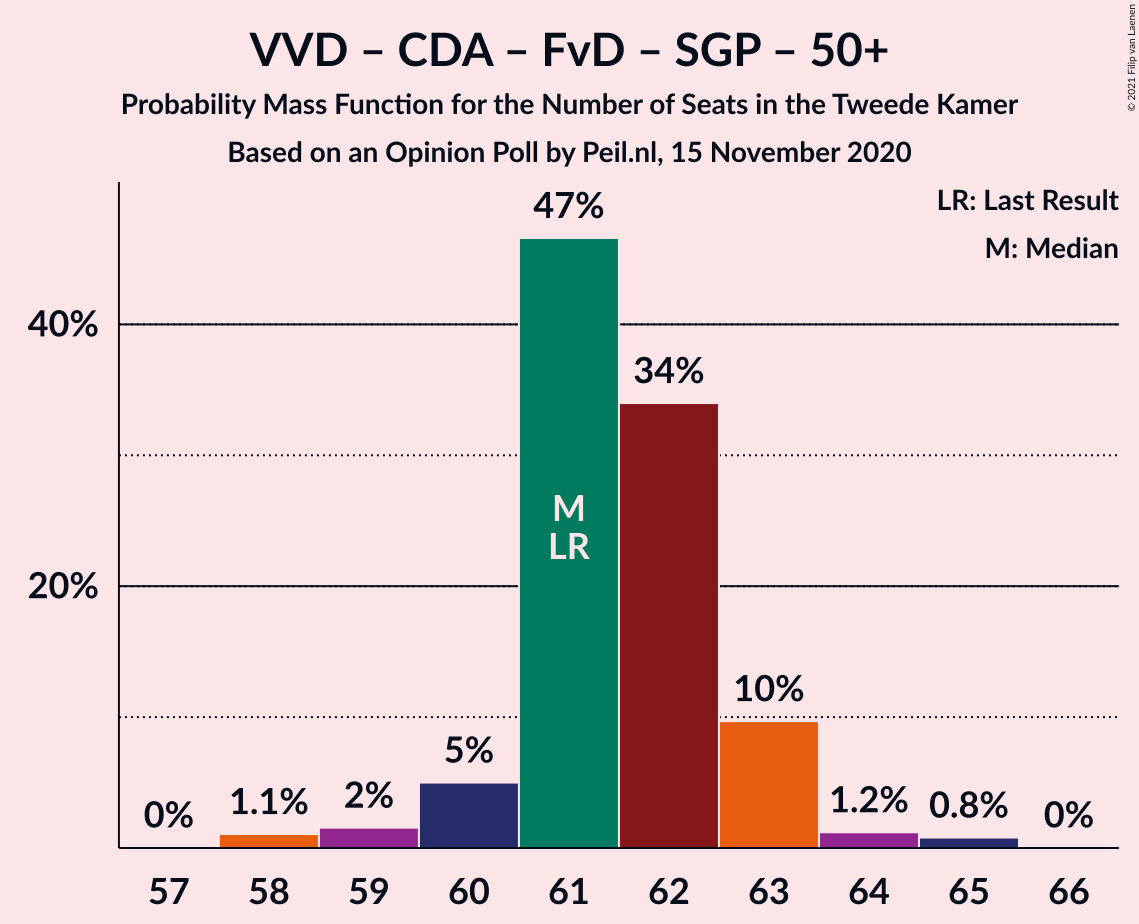 VVD – CDA – FvD – SGP – 50+
Probability Mass Function for the Number of Seats in the Tweede Kamer
Based on an Opinion Poll by Peil.nl, 15 November 2020
© 2021 Filip van Laenen
LR: Last Result
M: Median
40%
20%
0%
1.1%
2%
5%
47%
34%
10%
1.2%
0.8%
0%
M
LR
57 58 59 60 61 62 63 64 65 66